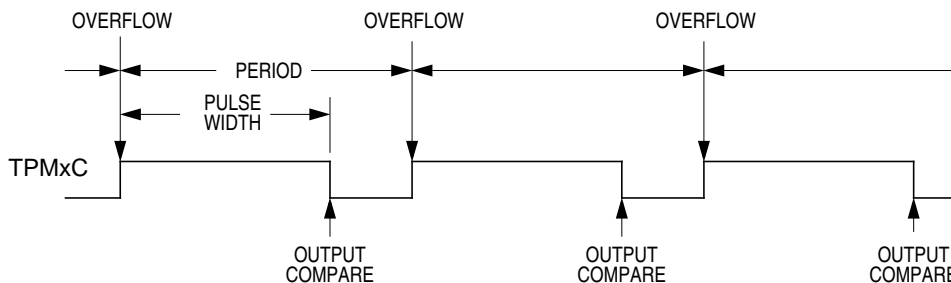 OVERFLOW OVERFLOW OVERFLOW
PERIOD
PULSE
WIDTH
TPMxC
OUTPUT
COMPARE
OUTPUT
COMPARE
OUTPUT
COMPARE